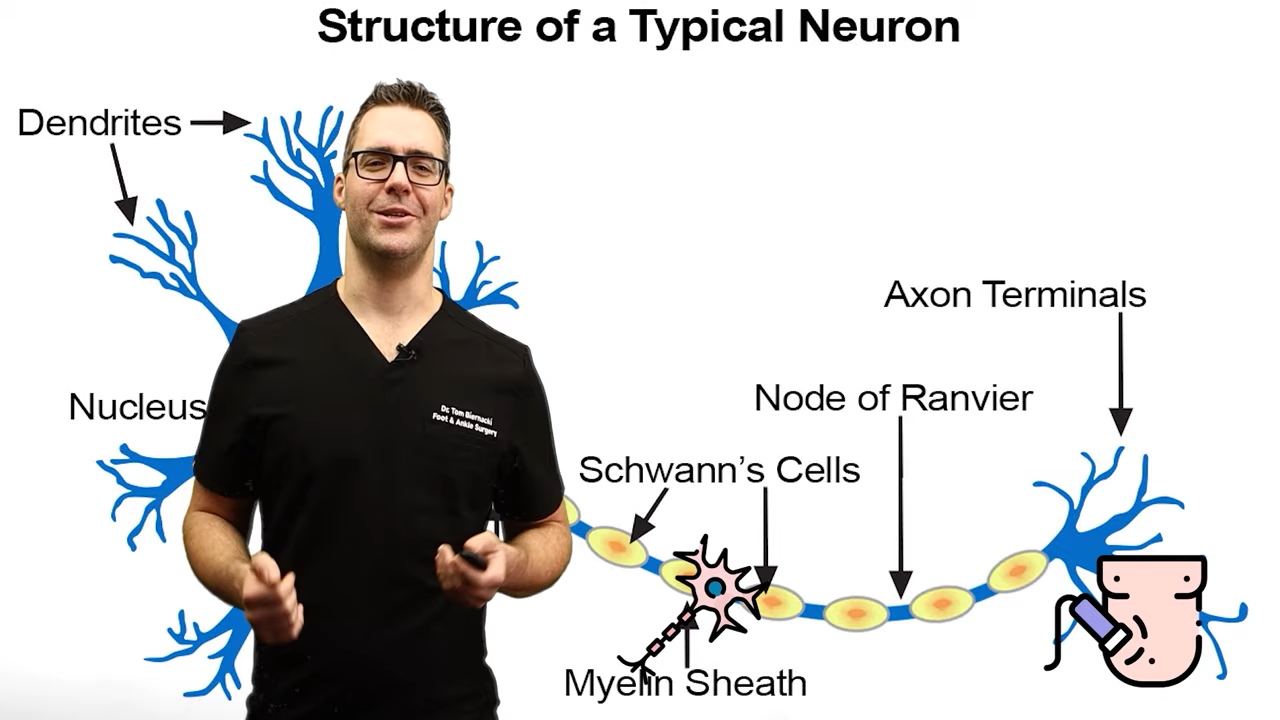 Structure of a Typical Neuron
Dendrites
Axon Terminals
Nucleus
Node of Ranvier
Dr. Tom Biernacki
Foot & Ankle Surgery
Schwann’s Cells
Myelin Sheath